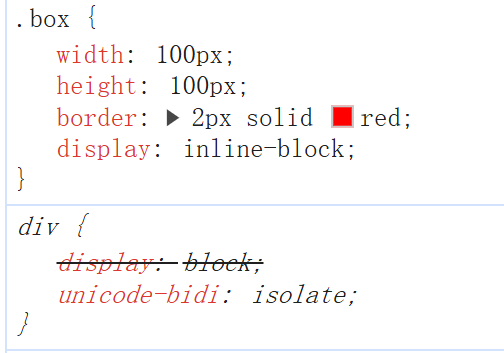 .box {
width: 100px;
height: 100px;
border: ▶ 2px solid red;
display: inline-block;
}
div {
display: block;
unicode-bidi: isolate;
}